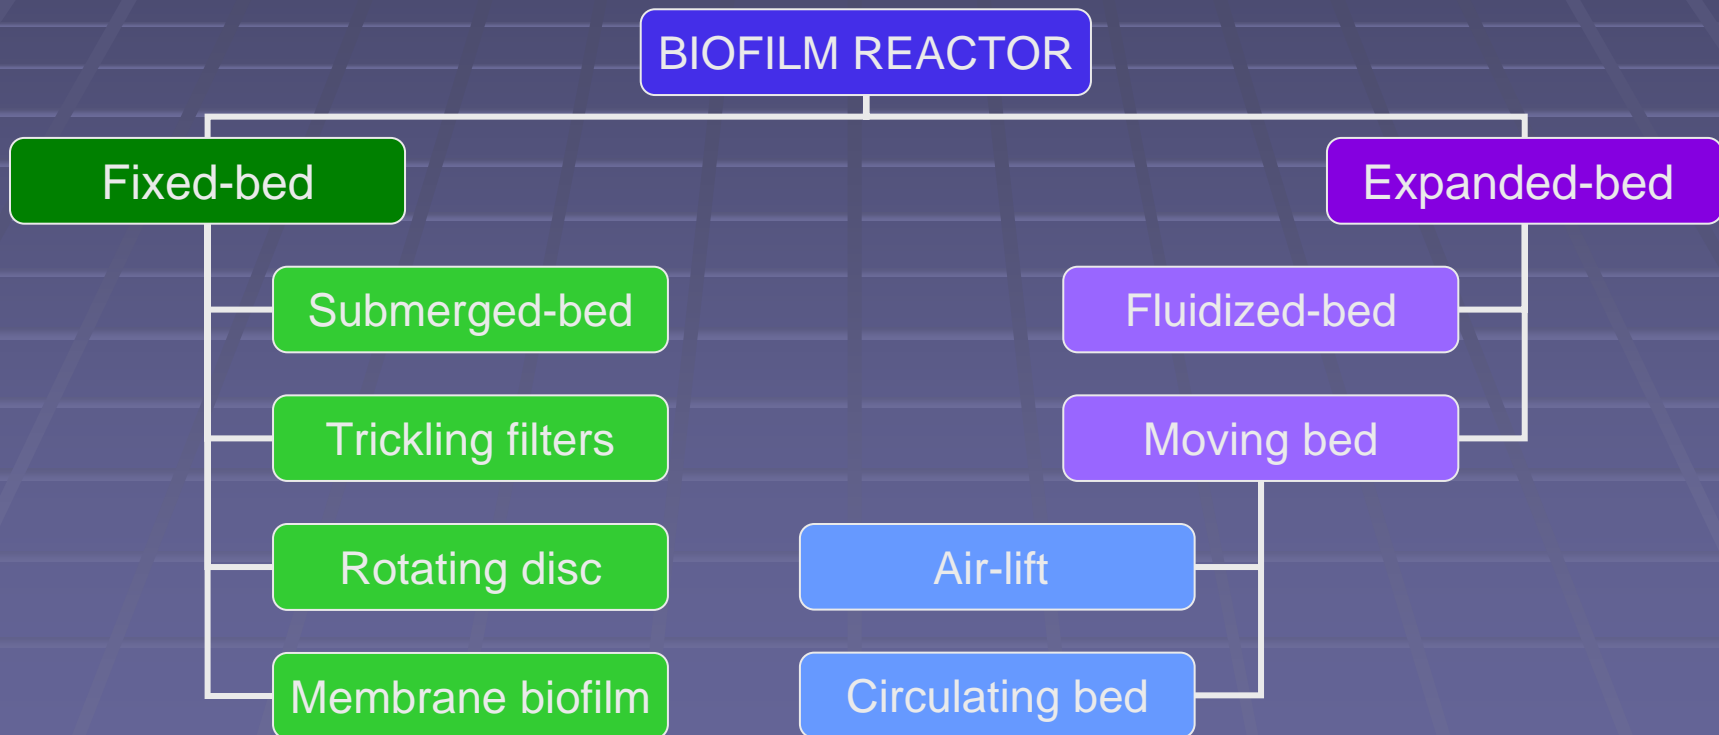 BIOFILM REACTOR
Fixed-bed
Expanded-bed
Submerged-bed
Fluidized-bed
Trickling filters
Moving bed
Rotating disc
Air-lift
Membrane biofilm
Circulating bed